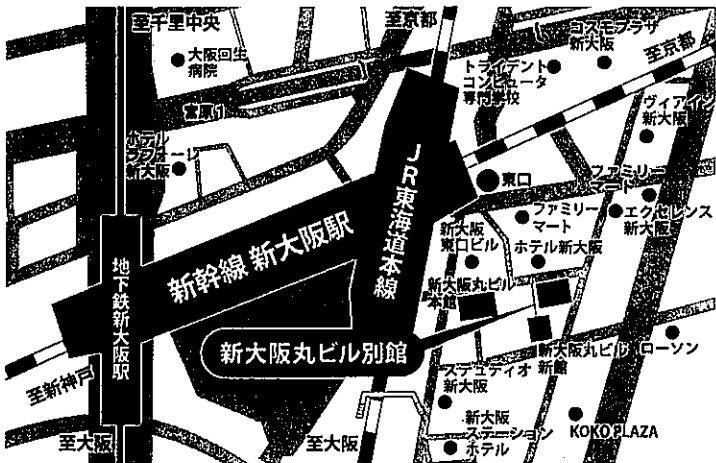 至千里中央
大阪回生
病院
宮原1
ホテル
ラフォーレ
新大阪
至京都
コスモプラザ
新大阪
トライデント
コンピュータ
専門学校
至京都
ヴィアイン
新大阪
JR東海道本線
東口
ファミリー
マート
ファミリー
マート
エクセレンス
新大阪
新大阪
東口ビル
ホテル新大阪
新幹線 新大阪駅
地下鉄新大阪駅
新大阪丸ビル
本館
新大阪丸ビル別館
新大阪丸ビル
新館
ローソン
至新神戸
ステュディオ
新大阪
新大阪
ステーション
ホテル
KOKO PLAZA
至大阪
至大阪